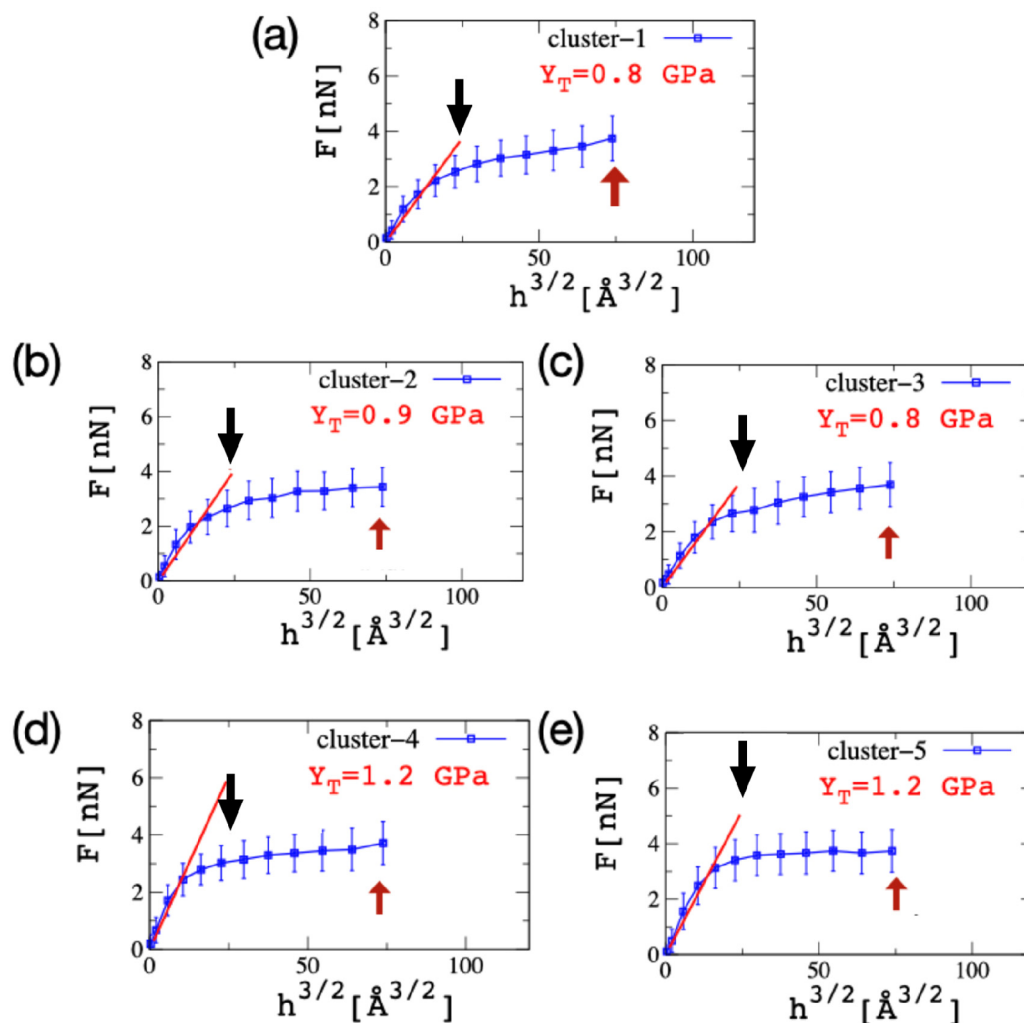 (a)
8
6
4
2
0
F[nN]
cluster-1
Y_T=0.8 GPa
0
50
100
h^3/2[Å^3/2]
(b)
8
6
4
2
0
F[nN]
cluster-2
Y_T=0.9 GPa
0
50
100
h^3/2[Å^3/2]
(c)
8
6
4
2
0
F[nN]
cluster-3
Y_T=0.8 GPa
0
50
100
h^3/2[Å^3/2]
(d)
8
6
4
2
0
F[nN]
cluster-4
Y_T=1.2 GPa
0
50
100
h^3/2[Å^3/2]
(e)
8
6
4
2
0
F[nN]
cluster-5
Y_T=1.2 GPa
0
50
100
h^3/2[Å^3/2]